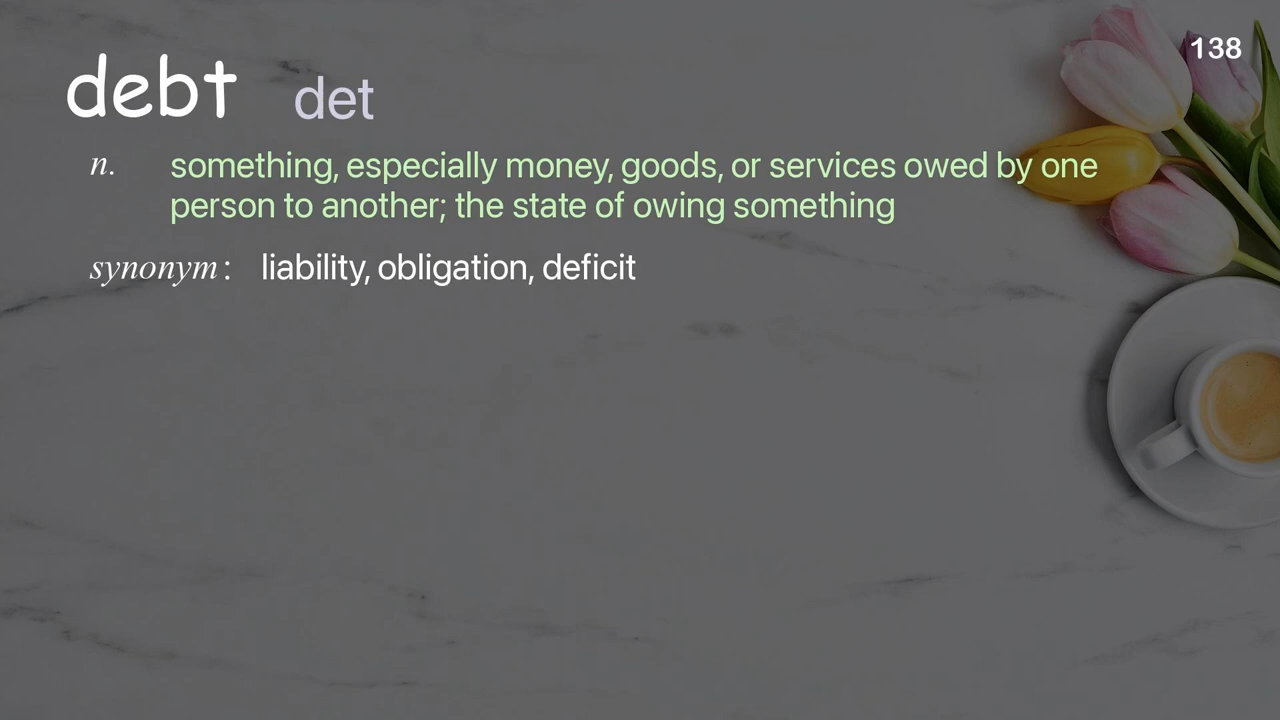 138
debt det
n. something, especially money, goods, or services owed by one
person to another; the state of owing something
synonym: liability, obligation, deficit